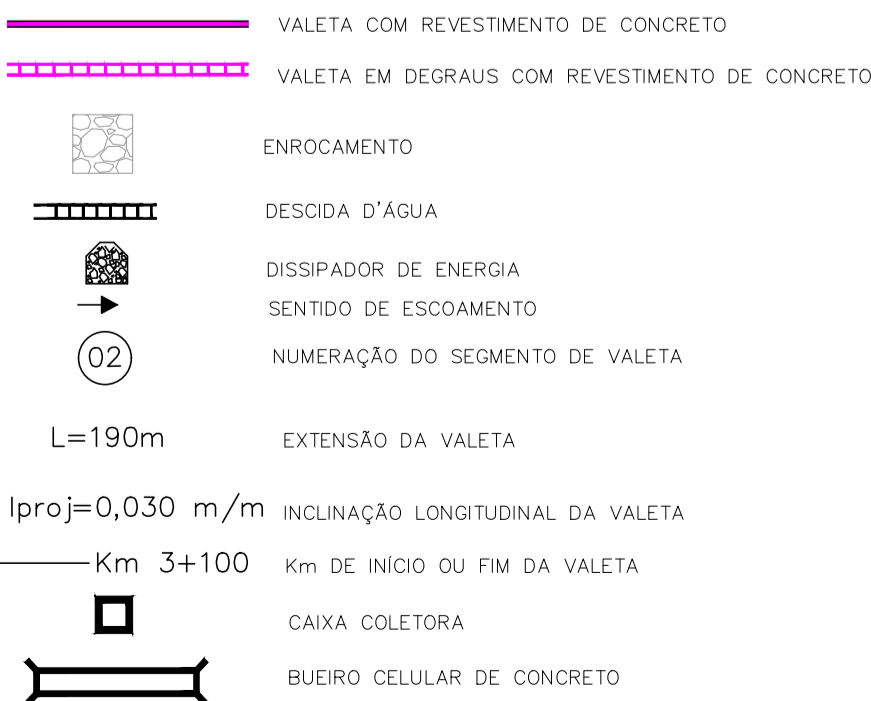 VALETA COM REVESTIMENTO DE CONCRETO
VALETA EM DEGRAUS COM REVESTIMENTO DE CONCRETO
ENROCAMENTO
DESCIDA D'ÁGUA
DISSIPADOR DE ENERGIA
SENTIDO DE ESCOAMENTO
02 NUMERAÇÃO DO SEGMENTO DE VALETA
L=190m EXTENSÃO DA VALETA
Iproj=0,030 m/m INCLINAÇÃO LONGITUDINAL DA VALETA
Km 3+100 Km DE INÍCIO OU FIM DA VALETA
CAIXA COLETORA
BUEIRO CELULAR DE CONCRETO